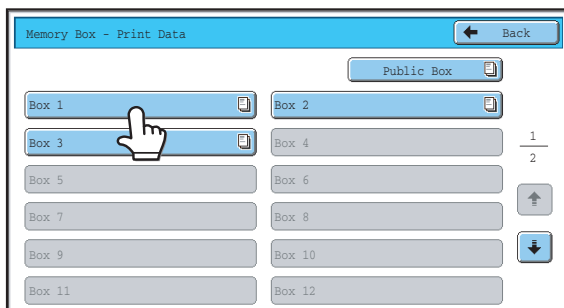 Memory Box - Print Data
Back
Public Box
Box 1
Box 2
Box 3
Box 4
1
2
Box 5
Box 6
Box 7
Box 8
Box 9
Box 10
Box 11
Box 12